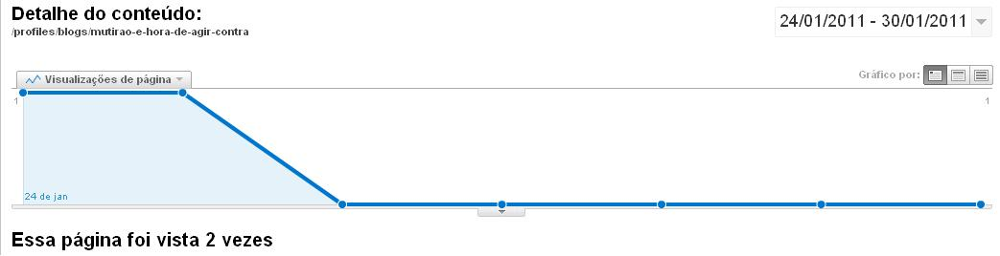 Detalhe do conteúdo:
24/01/2011 - 30/01/2011
/profiles/blogs/mutirao-e-hora-de-agir-contra
Visualizações de página
Gráfico por:
1
1
24 de jan
Essa página foi vista 2 vezes